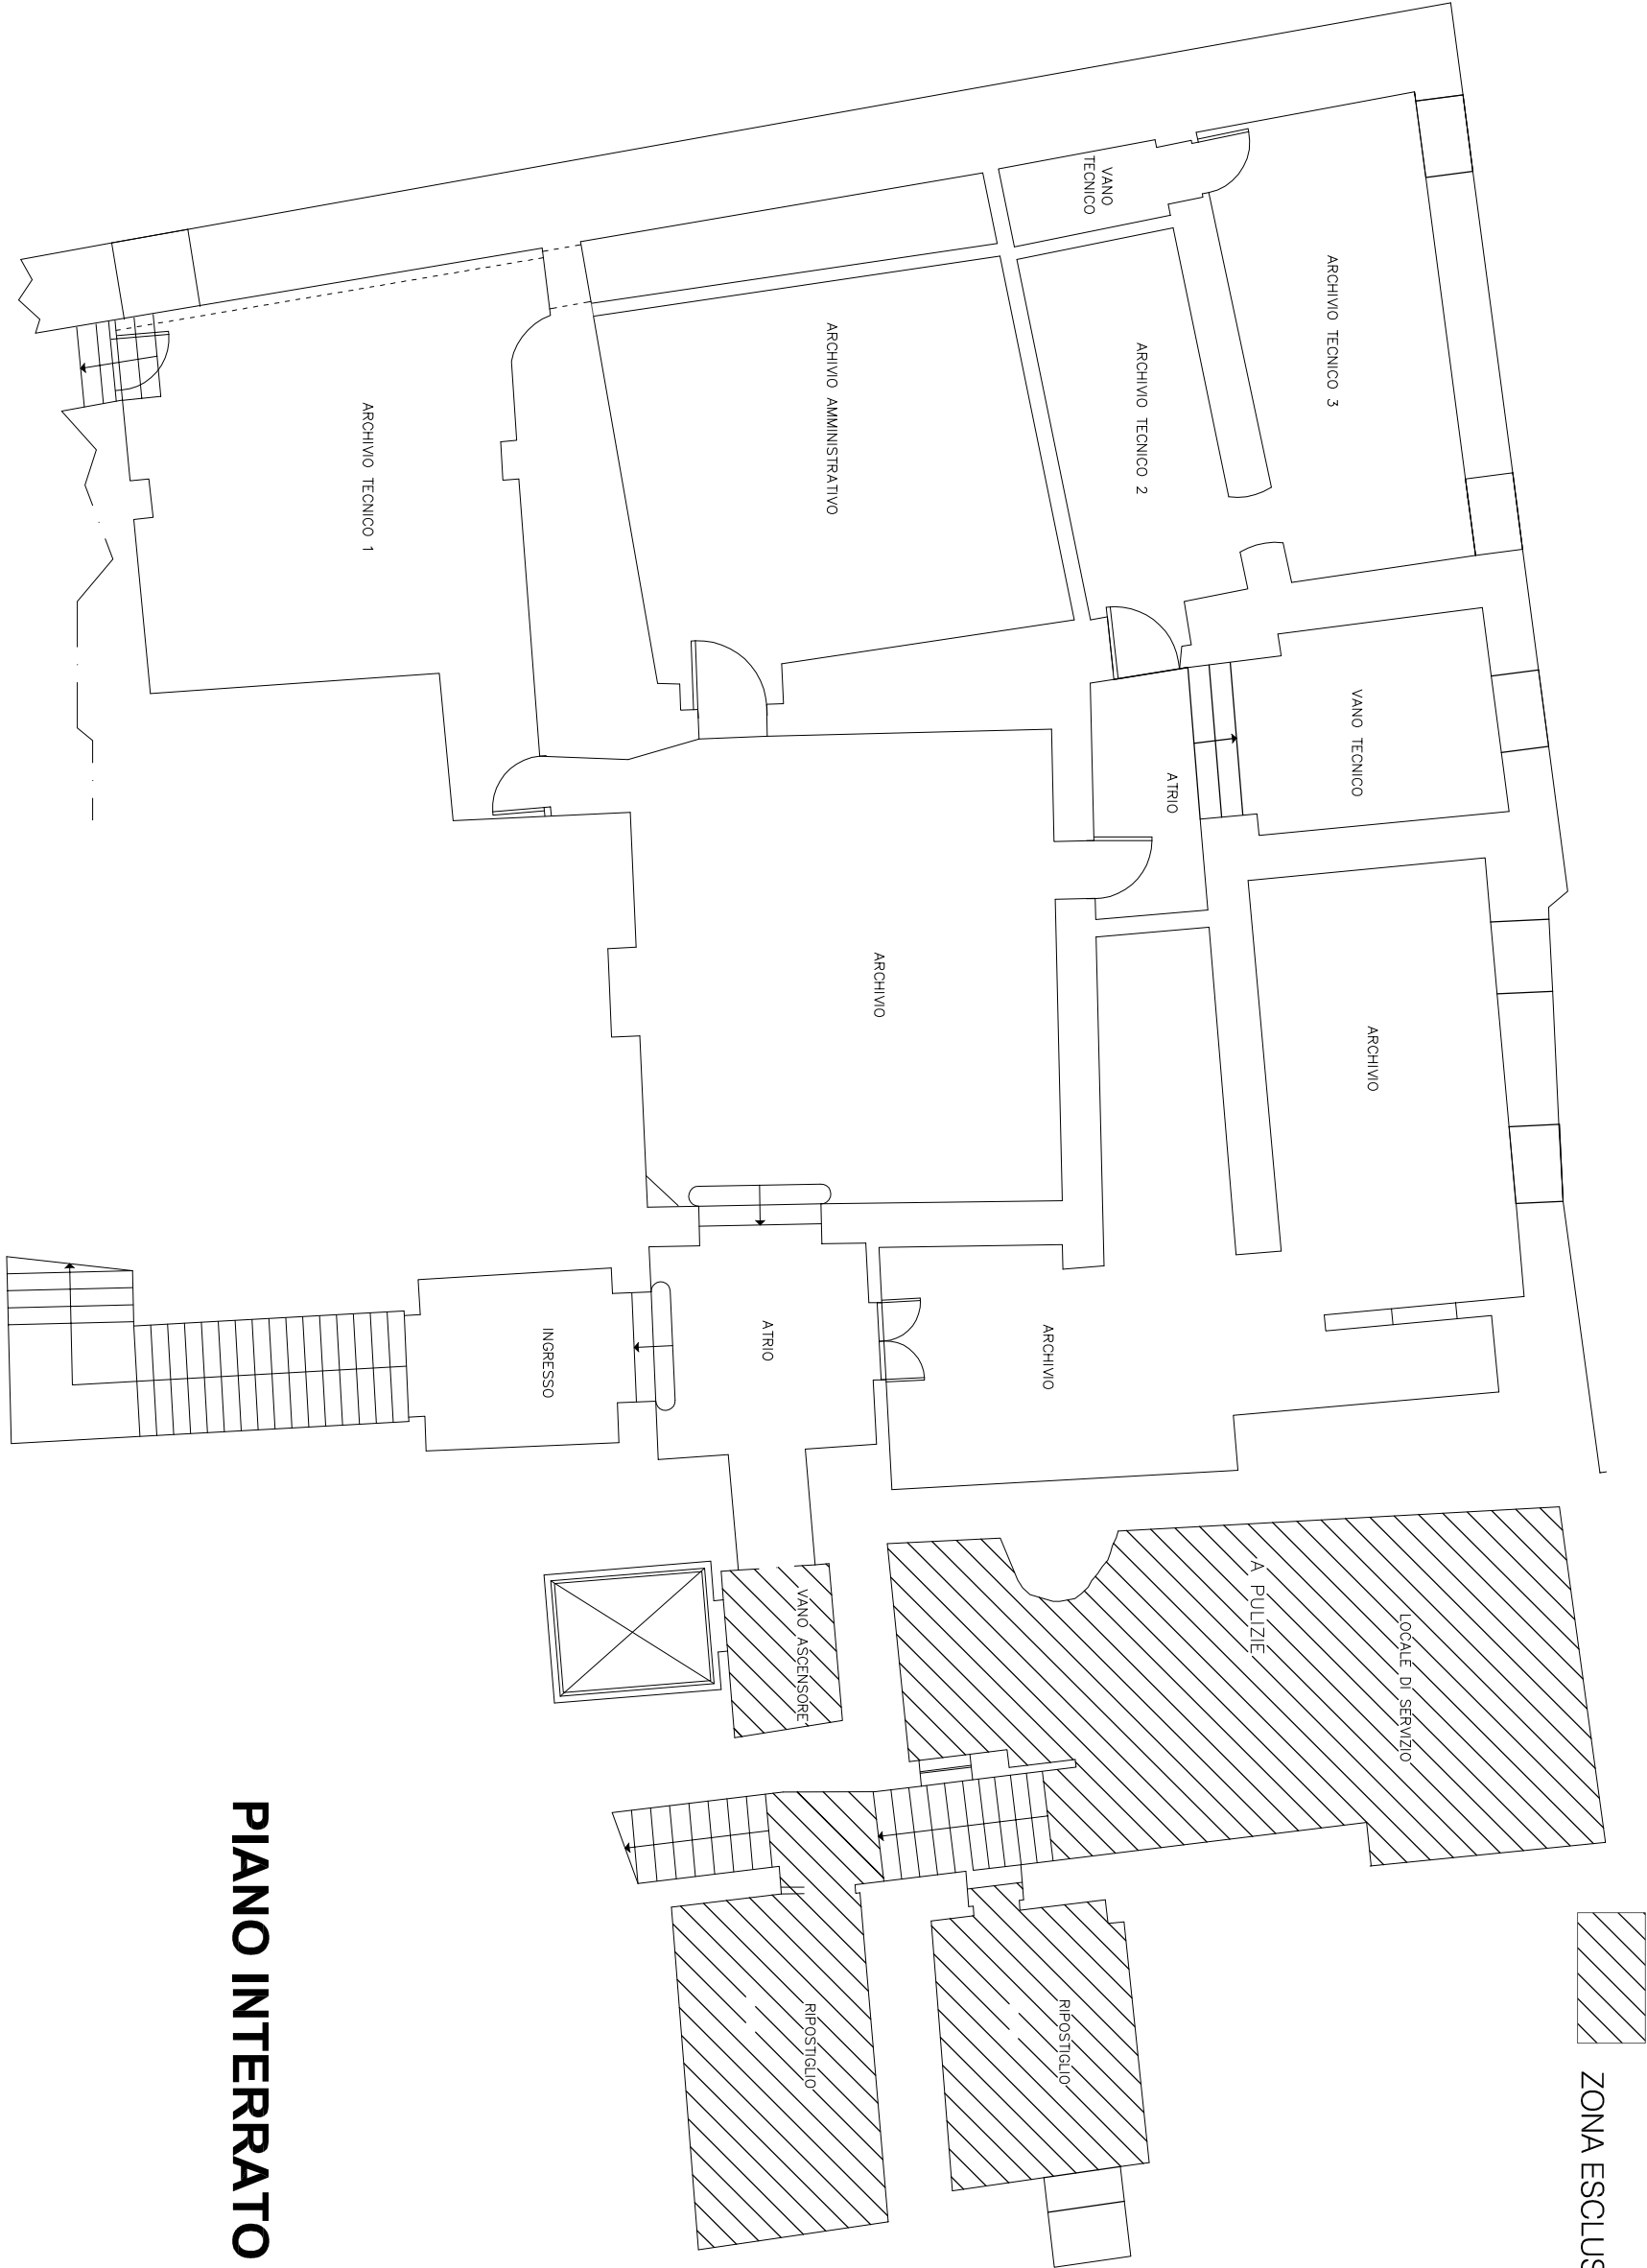 ZONA ESCLUS
ARCHIVIO TECNICO 3
VANO TECNICO
ARCHIVIO
LOCALE DI SERVIZIO
A PULIZIE
VANO
TECNICO
ARCHIVIO TECNICO 2
ATRIO
ARCHIVIO
RIPOSTIGLIO
ARCHIVIO AMMINISTRATIVO
ARCHIVIO
ATRIO
VANO ASCENSORE
RIPOSTIGLIO
INGRESSO
ARCHIVIO TECNICO 1
PIANO INTERRATO